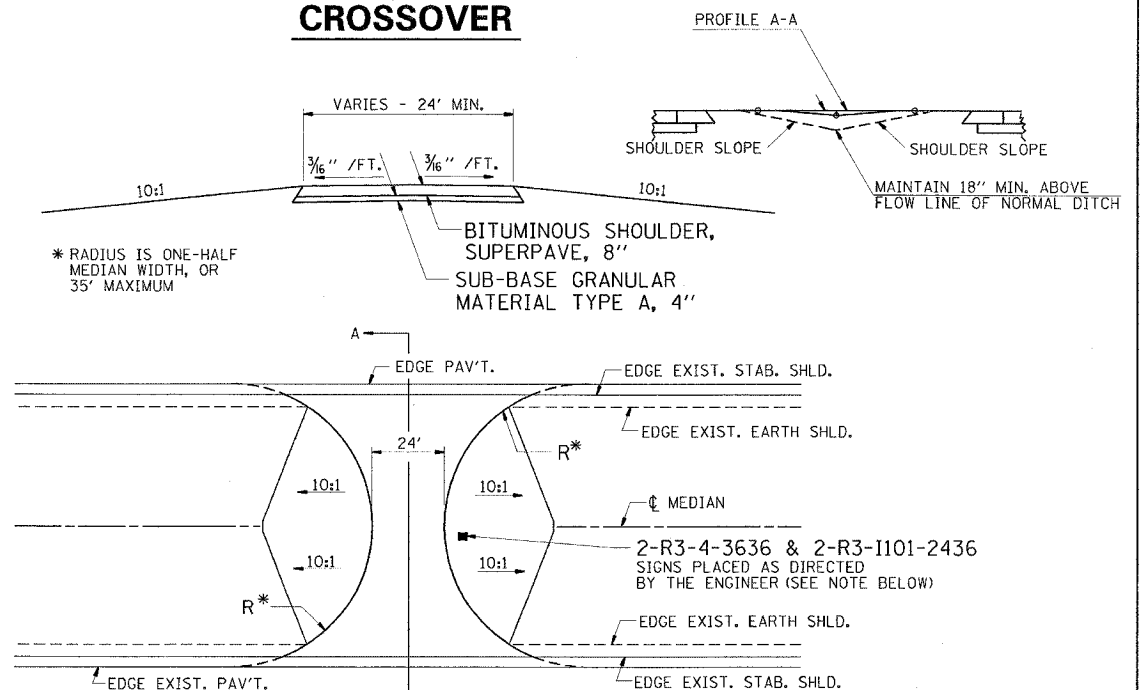 CROSSOVER
PROFILE A-A
VARIES - 24' MIN.
3/16" /FT.
3/16" /FT.
10:1
10:1
SHOULDER SLOPE
SHOULDER SLOPE
MAINTAIN 18" MIN. ABOVE
FLOW LINE OF NORMAL DITCH
BITUMINOUS SHOULDER,
SUPERPAVE, 8"
SUB-BASE GRANULAR
MATERIAL TYPE A, 4"
* RADIUS IS ONE-HALF
MEDIAN WIDTH, OR
35' MAXIMUM
A
EDGE PAV'T.
EDGE EXIST. STAB. SHLD.
EDGE EXIST. EARTH SHLD.
R*
24'
10:1
10:1
℄ MEDIAN
2-R3-4-3636 & 2-R3-I101-2436
SIGNS PLACED AS DIRECTED
BY THE ENGINEER (SEE NOTE BELOW)
10:1
10:1
R*
EDGE EXIST. EARTH SHLD.
EDGE EXIST. PAV'T.
EDGE EXIST. STAB. SHLD.